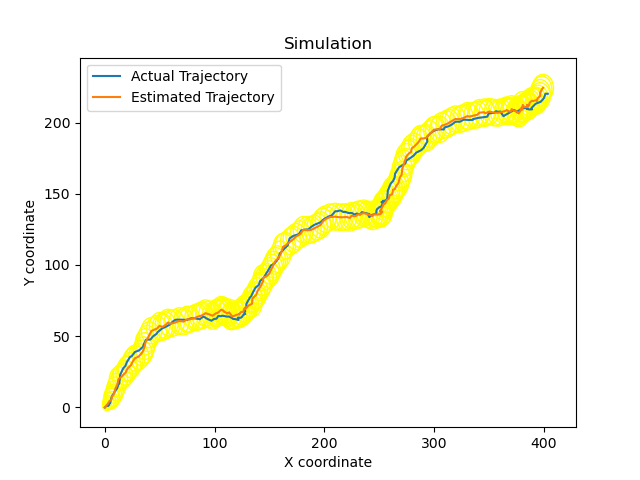 Simulation
Actual Trajectory
Estimated Trajectory
Y coordinate
200
150
100
50
0
0 100 200 300 400
X coordinate